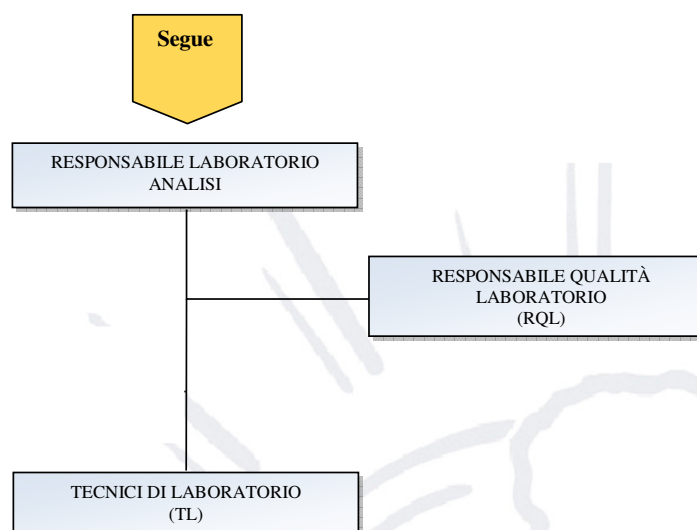 Segue
RESPONSABILE LABORATORIO
ANALISI
RESPONSABILE QUALITÀ
LABORATORIO
(RQL)
TECNICI DI LABORATORIO
(TL)